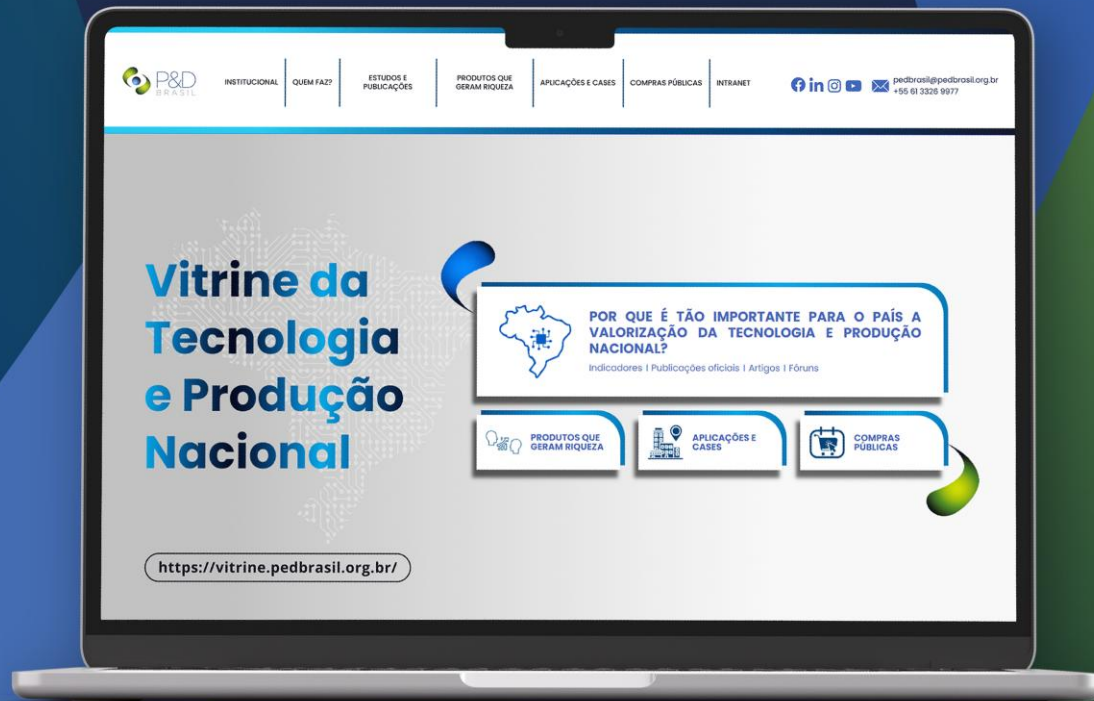 P&D
BRASIL
INSTITUCIONAL
QUEM FAZ?
ESTUDOS E
PUBLICAÇÕES
PRODUTOS QUE
GERAM RIQUEZA
APLICAÇÕES E CASES
COMPRAS PÚBLICAS
INTRANET
pedbrasil@pedbrasil.org.br
+55 61 3326 9977
Vitrine da
Tecnologia
e Produção
Nacional
https://vitrine.pedbrasil.org.br/
POR QUE É TÃO IMPORTANTE PARA O PAÍS A
VALORIZAÇÃO DA TECNOLOGIA E PRODUÇÃO
NACIONAL?
Indicadores I Publicações oficiais I Artigos I Fóruns
PRODUTOS QUE
GERAM RIQUEZA
APLICAÇÕES E
CASES
COMPRAS
PÚBLICAS